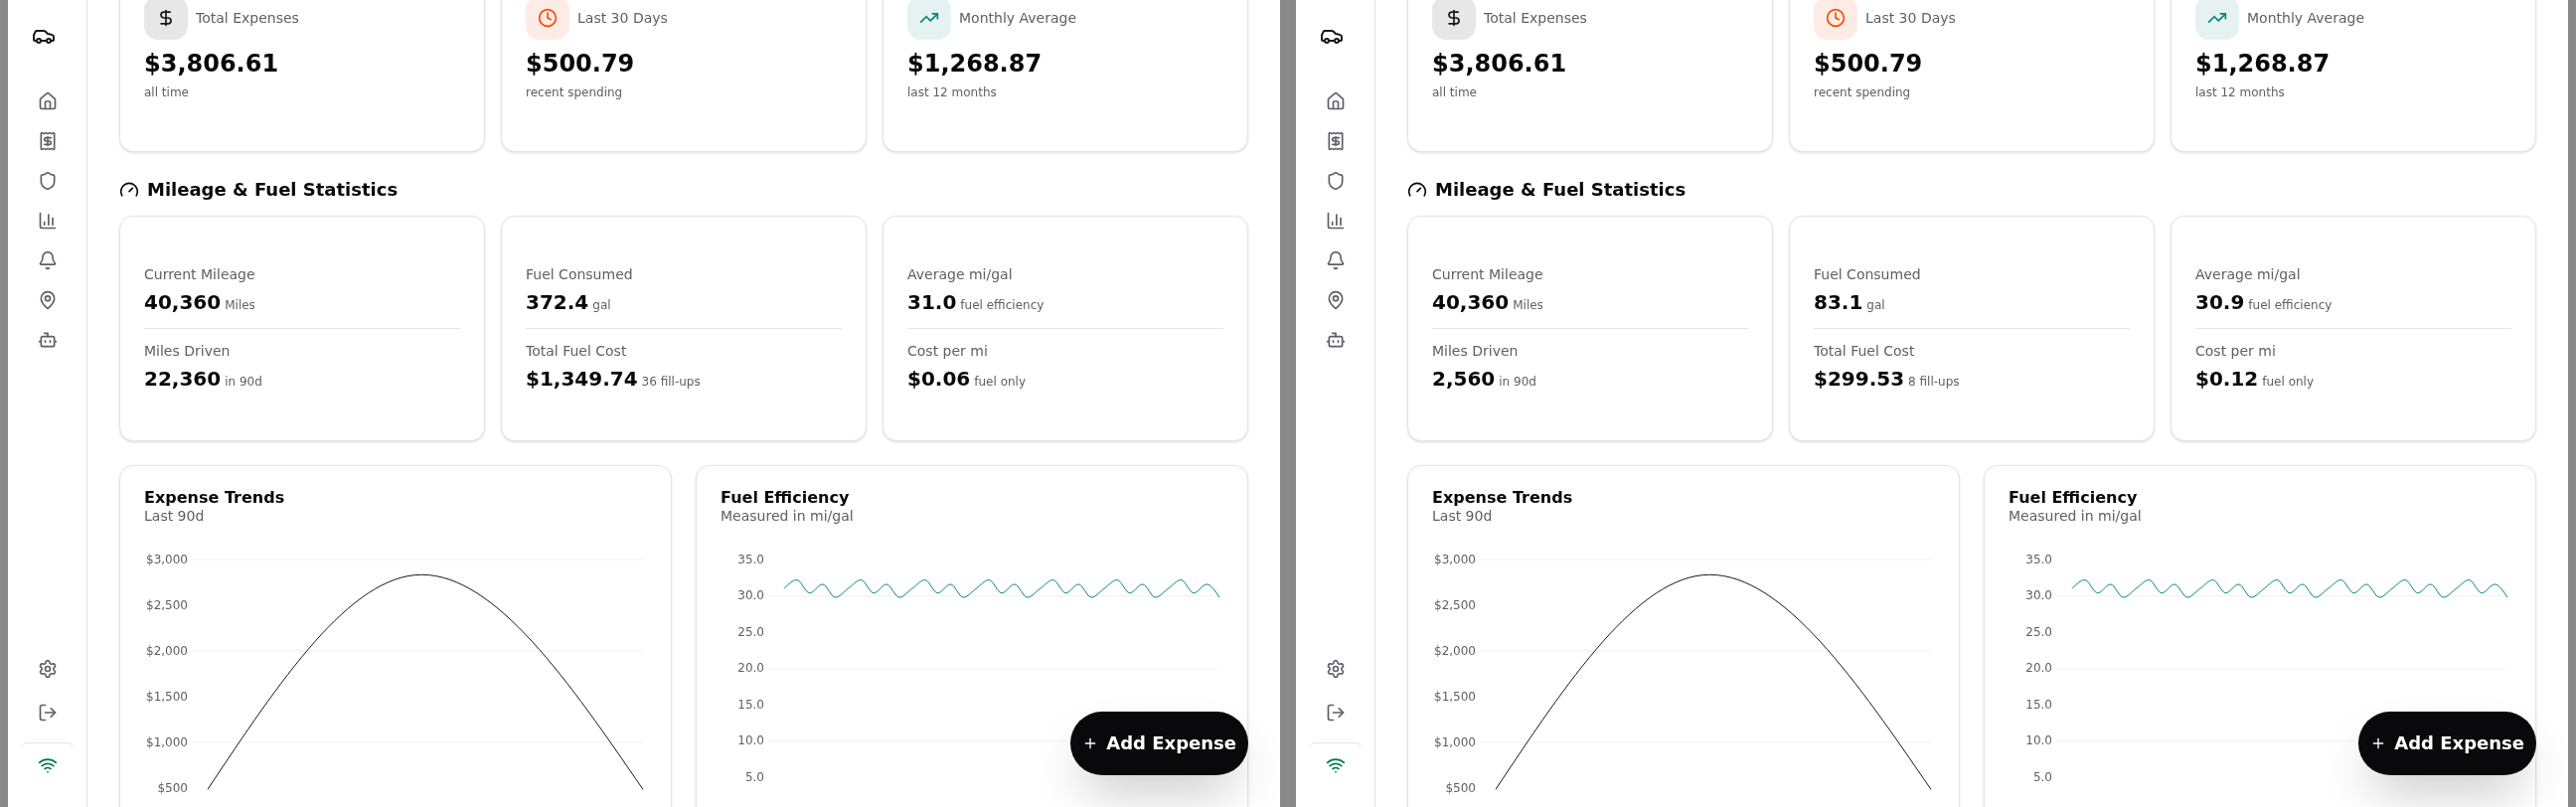 Total Expenses
$3,806.61
all time
Last 30 Days
$500.79
recent spending
Monthly Average
$1,268.87
last 12 months
Mileage & Fuel Statistics
Current Mileage
40,360 Miles
Miles Driven
22,360 in 90d
Fuel Consumed
372.4 gal
Total Fuel Cost
$1,349.74 36 fill-ups
Average mi/gal
31.0 fuel efficiency
Cost per mi
$0.06 fuel only
Expense Trends
Last 90d
$3,000
$2,500
$2,000
$1,500
$1,000
$500
Fuel Efficiency
Measured in mi/gal
35.0
30.0
25.0
20.0
15.0
10.0
5.0
+ Add Expense
Total Expenses
$3,806.61
all time
Last 30 Days
$500.79
recent spending
Monthly Average
$1,268.87
last 12 months
Mileage & Fuel Statistics
Current Mileage
40,360 Miles
Miles Driven
2,560 in 90d
Fuel Consumed
83.1 gal
Total Fuel Cost
$299.53 8 fill-ups
Average mi/gal
30.9 fuel efficiency
Cost per mi
$0.12 fuel only
Expense Trends
Last 90d
$3,000
$2,500
$2,000
$1,500
$1,000
$500
Fuel Efficiency
Measured in mi/gal
35.0
30.0
25.0
20.0
15.0
10.0
5.0
+ Add Expense